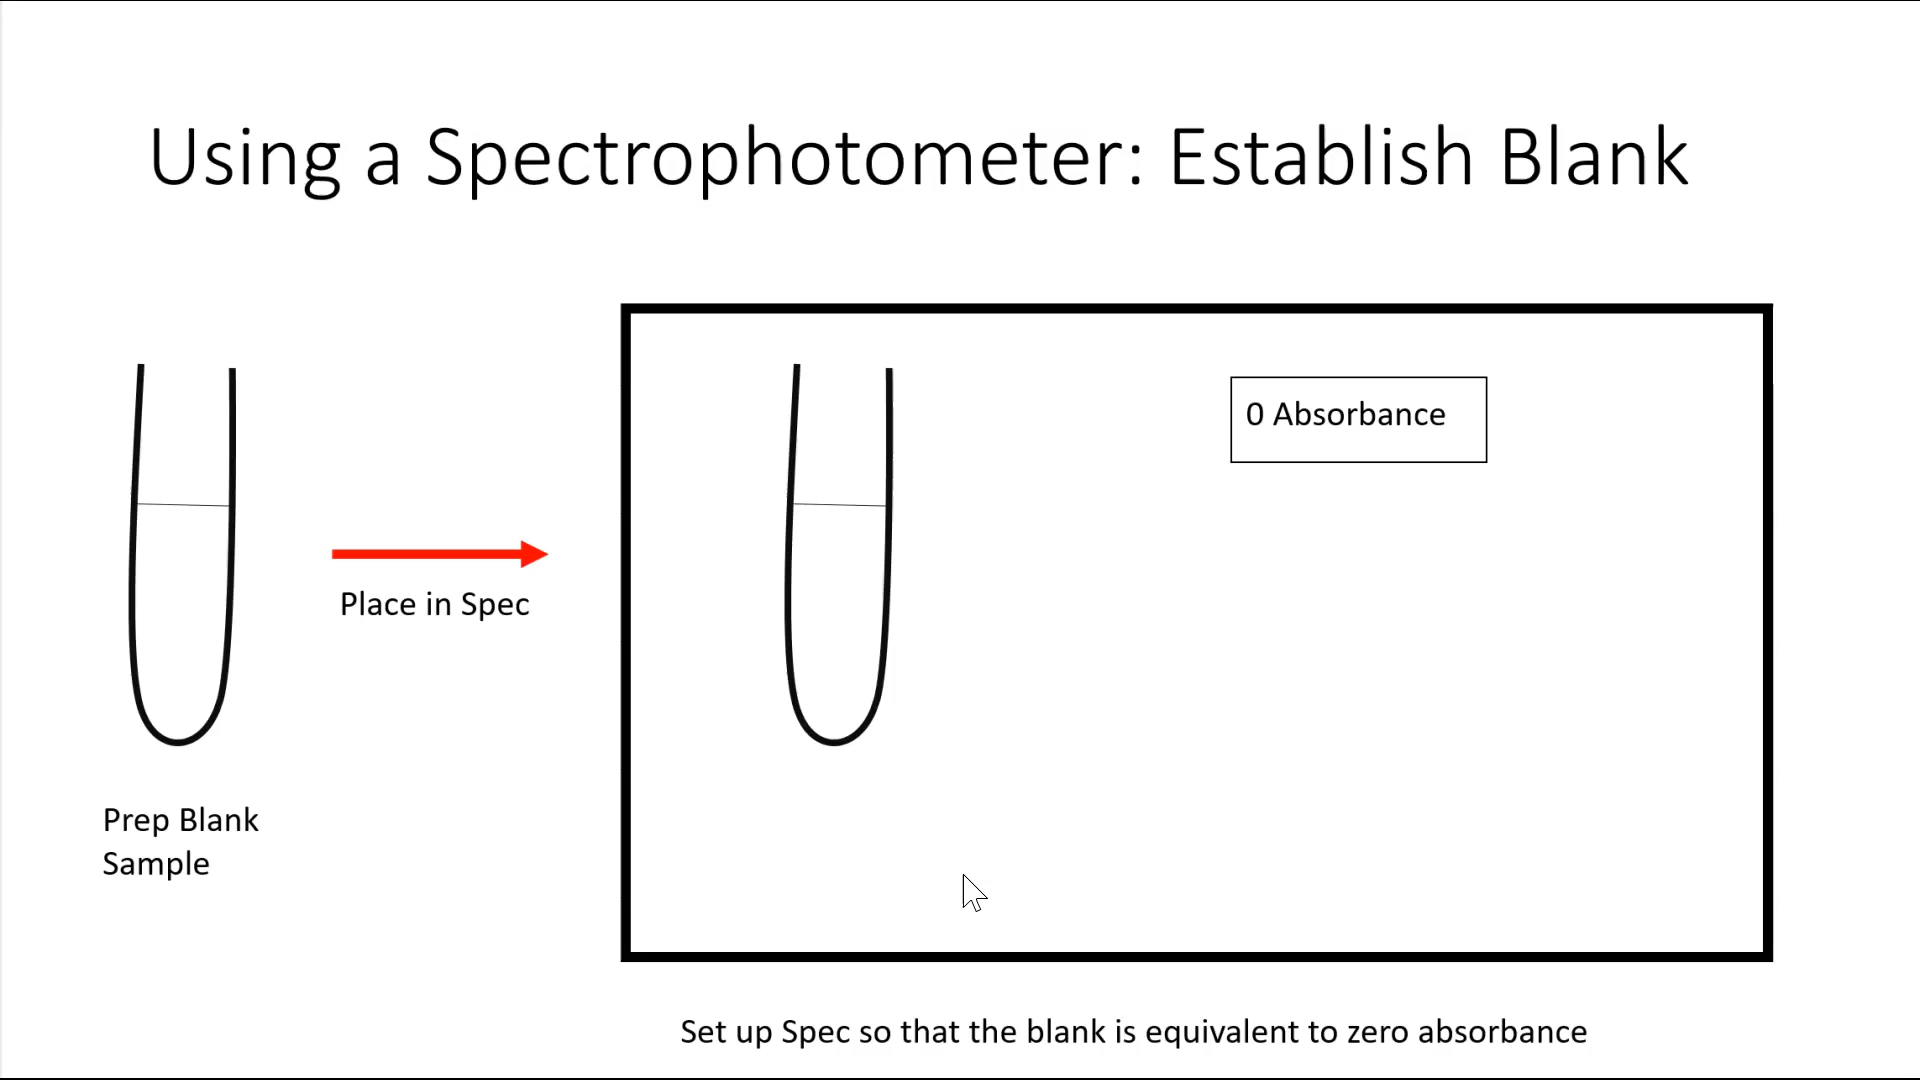 Using a Spectrophotometer: Establish Blank
0 Absorbance
Place in Spec
Prep Blank
Sample
Set up Spec so that the blank is equivalent to zero absorbance